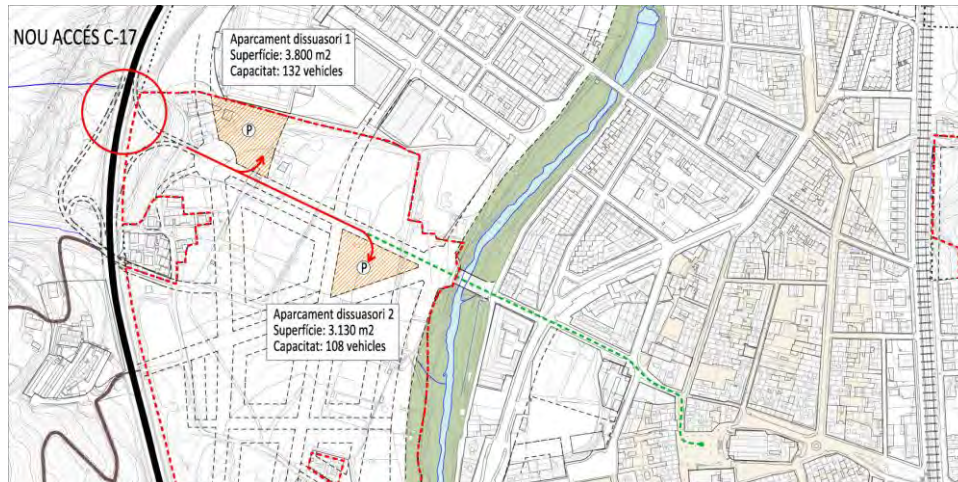 NOU ACCÉS C-17
Aparcament dissuasori 1
Superfície: 3.800 m2
Capacitat: 132 vehicles
P
P
Aparcament dissuasori 2
Superfície: 3.130 m2
Capacitat: 108 vehicles